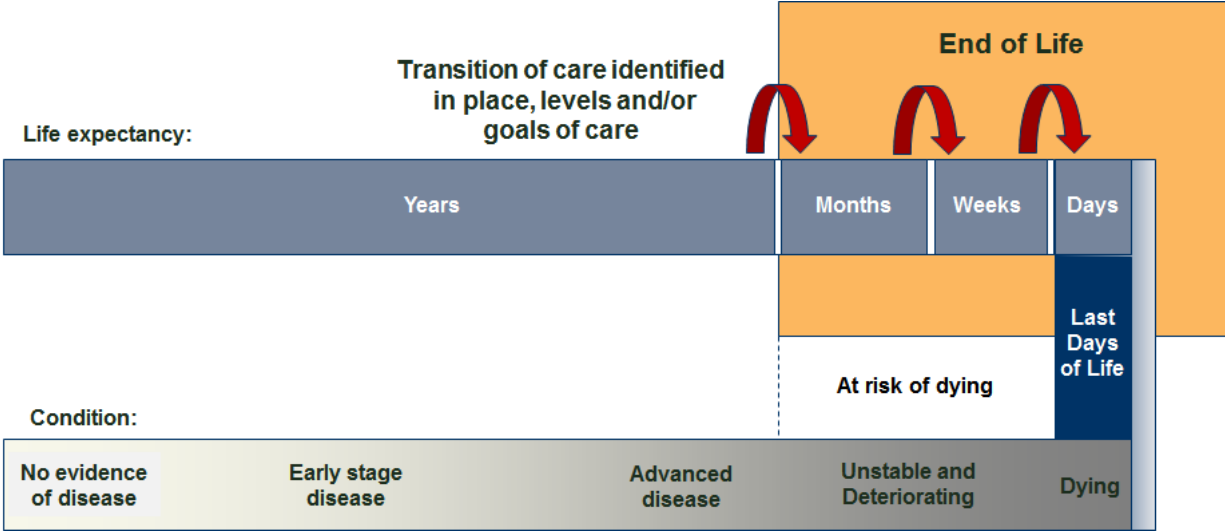 End of Life
Transition of care identified
in place, levels and/or
goals of care
Life expectancy:
Years
Months
Weeks
Days
Last
Days
of Life
At risk of dying
Condition:
No evidence
of disease
Early stage
disease
Advanced
disease
Unstable and
Deteriorating
Dying